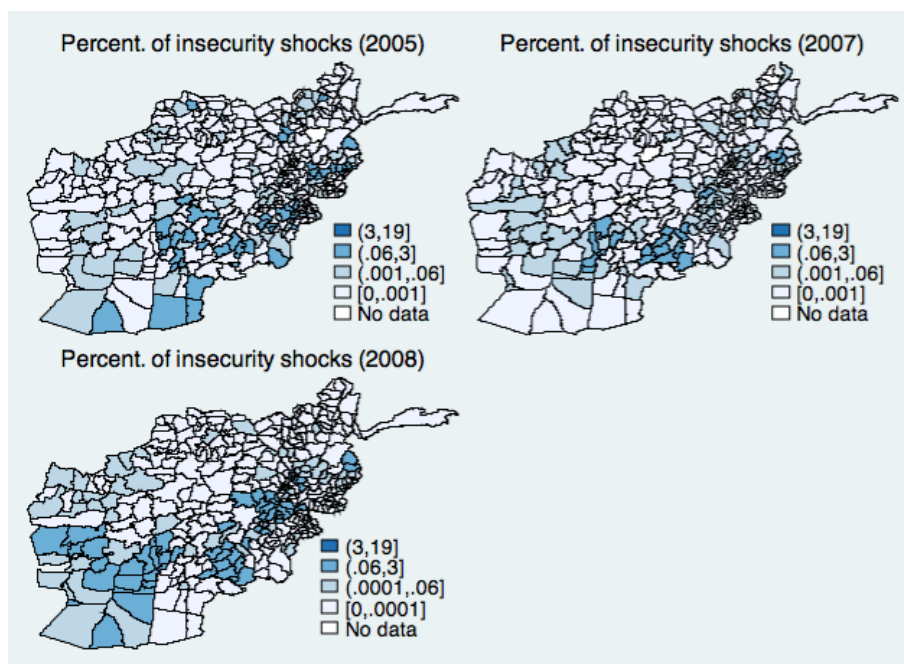 Percent. of insecurity shocks (2005)
(3,19]
(.06,3]
(.001,.06]
[0,.001]
No data
Percent. of insecurity shocks (2007)
(3,19]
(.06,3]
(.001,.06]
[0,.001]
No data
Percent. of insecurity shocks (2008)
(3,19]
(.06,3]
(.0001,.06]
[0,.0001]
No data